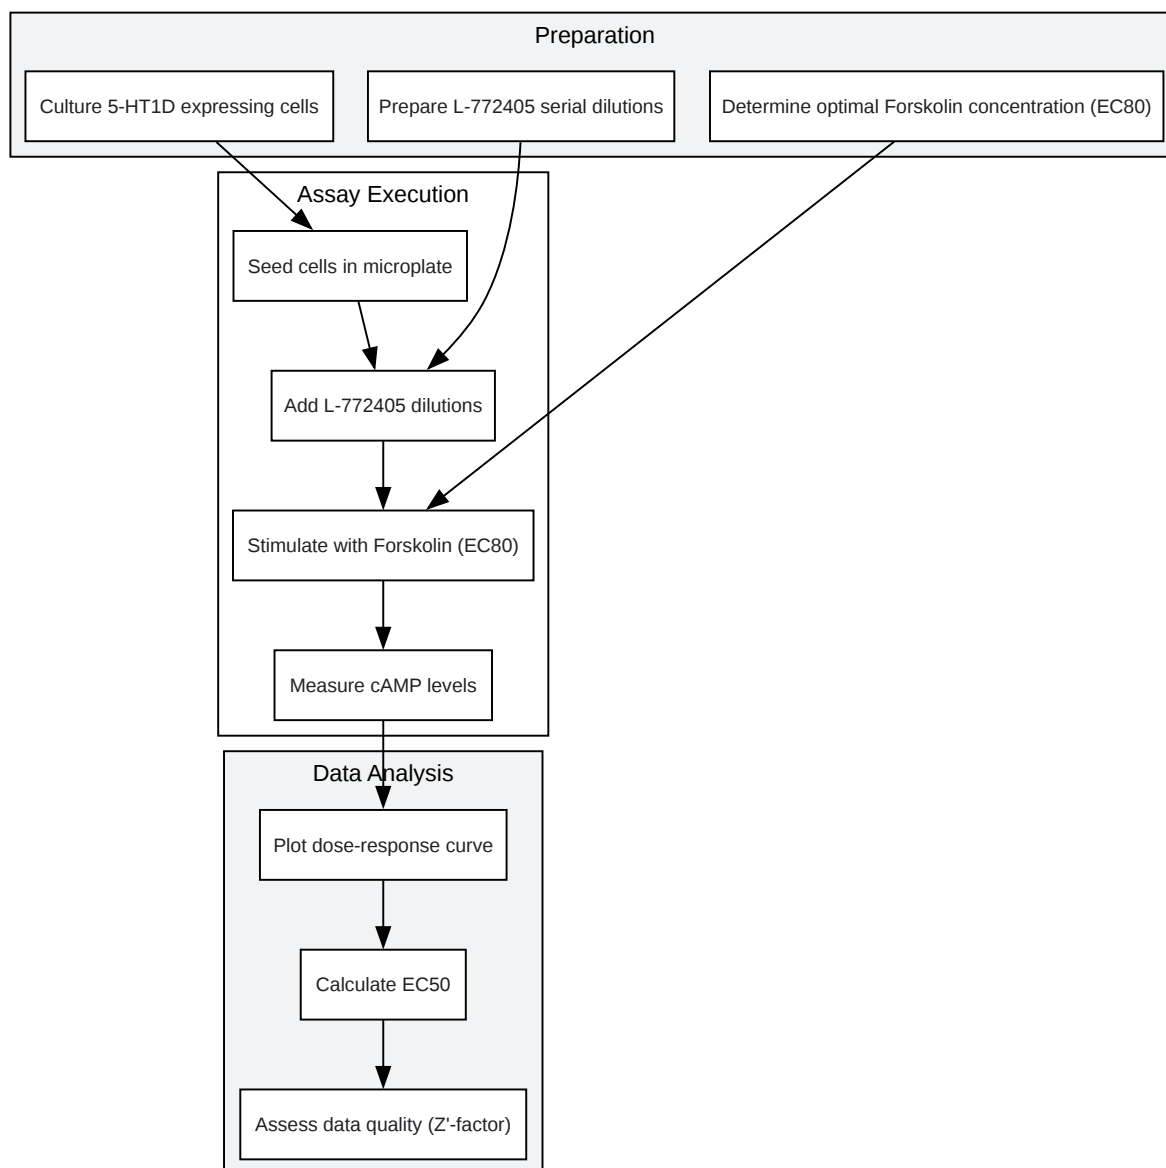 Preparation
Culture 5-HT1D expressing cells
Prepare L-772405 serial dilutions
Determine optimal Forskolin concentration (EC80)
Assay Execution
Seed cells in microplate
Add L-772405 dilutions
Stimulate with Forskolin (EC80)
Measure cAMP levels
Data Analysis
Plot dose-response curve
Calculate EC50
Assess data quality (Z'-factor)